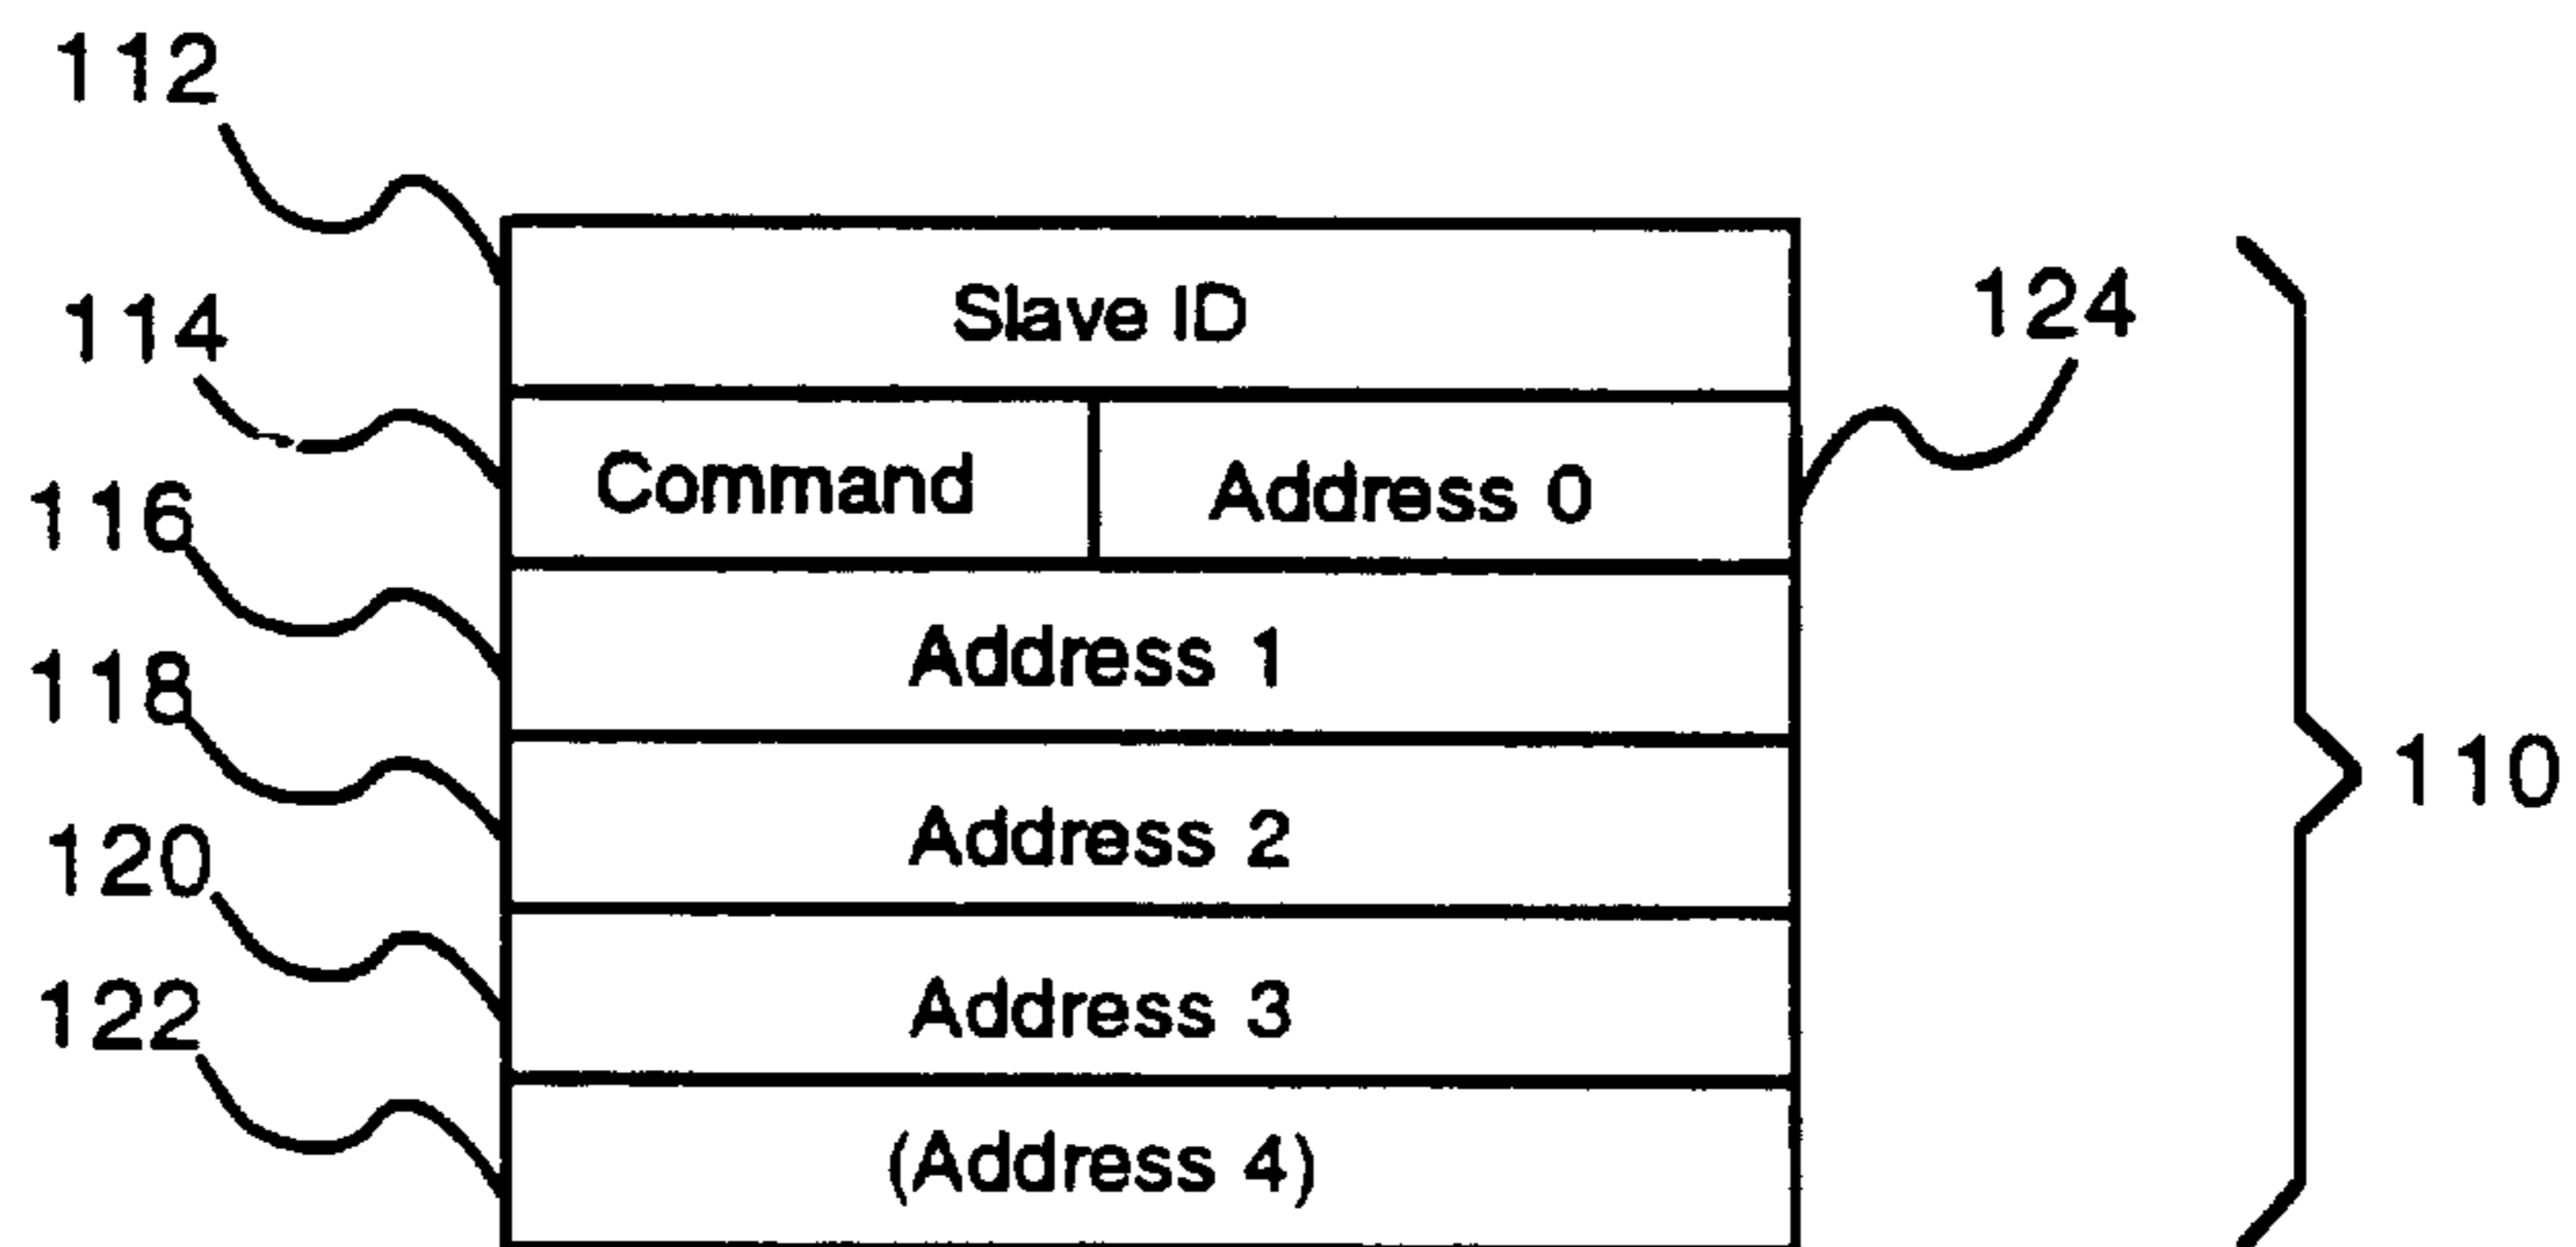 112
Slave ID
124
114
Command Address 0
116
Address 1
118
110
Address 2
120
Address 3
122
(Address 4)